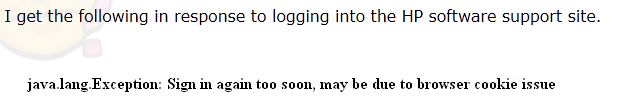 I get the following in response to logging into the HP software support site.
java.lang.Exception: Sign in again too soon, may be due to browser cookie issue